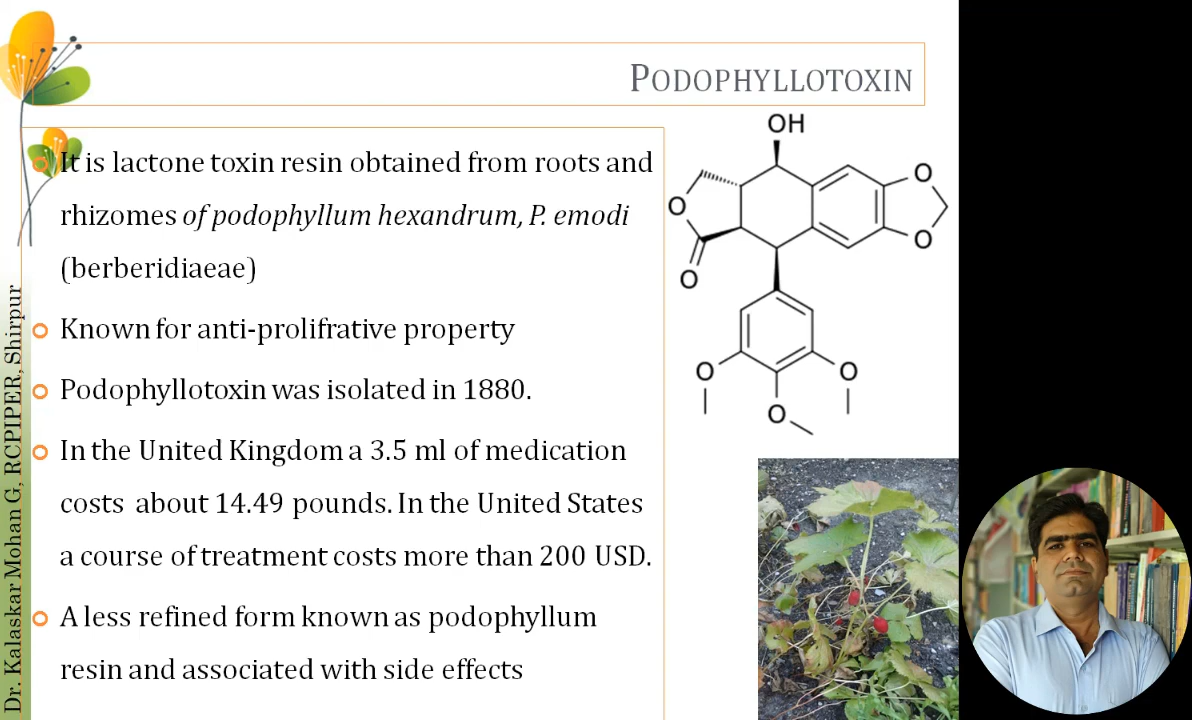 PODOPHYLLOTOXIN
It is lactone toxin resin obtained from roots and
rhizomes of podophyllum hexandrum, P. emodi
(berberidiaeae)
Known for anti-prolifrative property
Podophyllotoxin was isolated in 1880.
In the United Kingdom a 3.5 ml of medication
costs about 14.49 pounds. In the United States
a course of treatment costs more than 200 USD.
A less refined form known as podophyllum
resin and associated with side effects
OH
O
O
O
O
O
O
O
Dr. Kalaskar Mohan G, RCPIPER, Shirpur